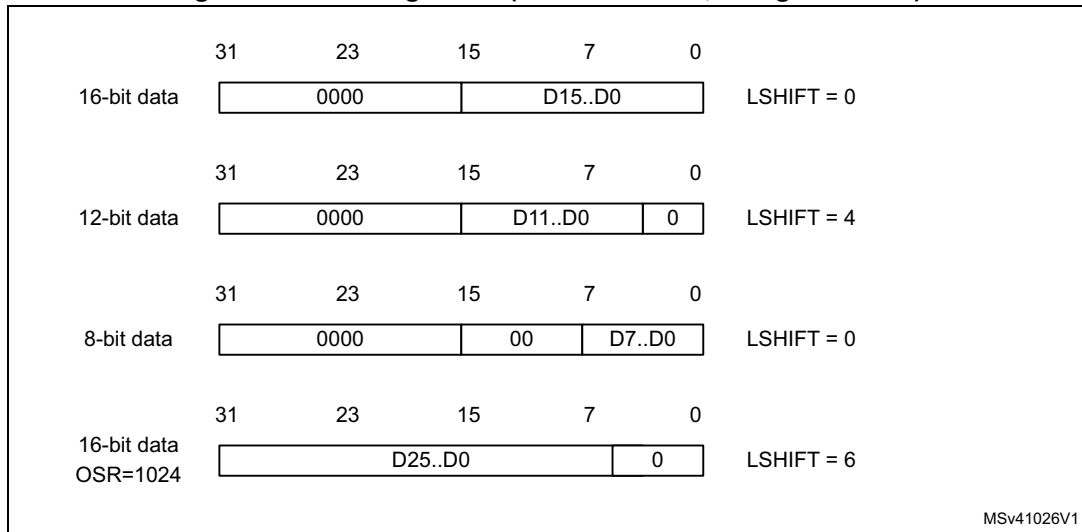 31 23 15 7 0
16-bit data 0000 D15..D0 LSHIFT = 0
31 23 15 7 0
12-bit data 0000 D11..D0 0 LSHIFT = 4
31 23 15 7 0
8-bit data 0000 00 D7..D0 LSHIFT = 0
31 23 15 7 0
16-bit data
OSR=1024 D25..D0 0 LSHIFT = 6
MSv41026V1